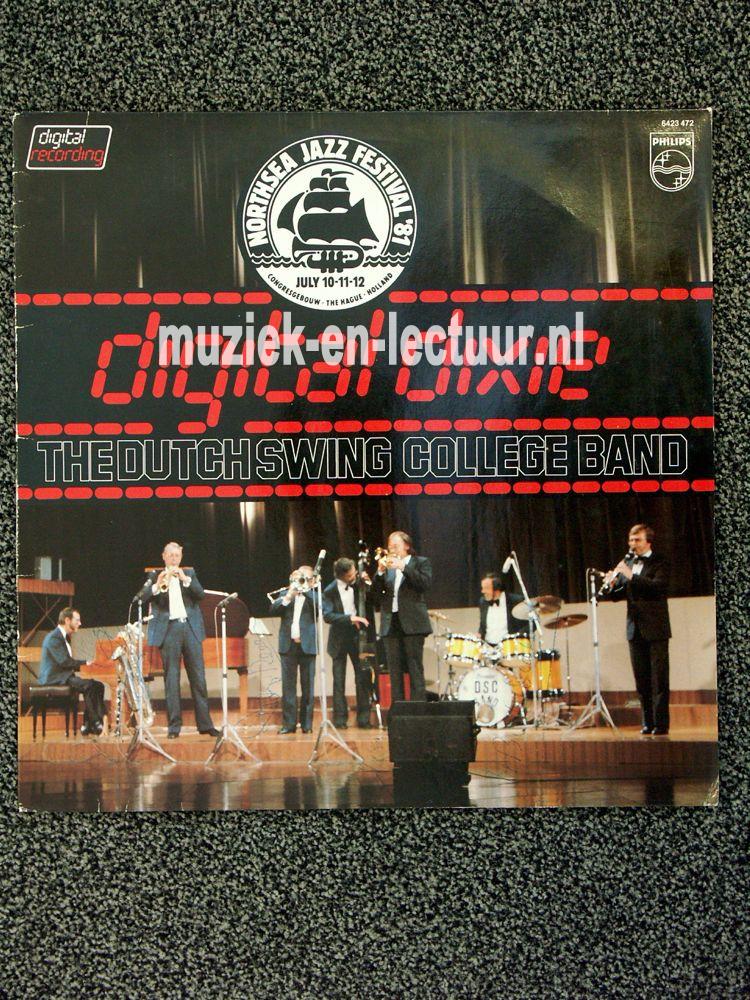 digital
recording
6423 472
PHILIPS
NORTHSEA JAZZ FESTIVAL '81
JULY 10-11-12
CONGRESGEBOUW · THE HAGUE · HOLLAND
digital dixie
muziek-en-lectuur.nl
THE DUTCH SWING COLLEGE BAND
DSC
BAND